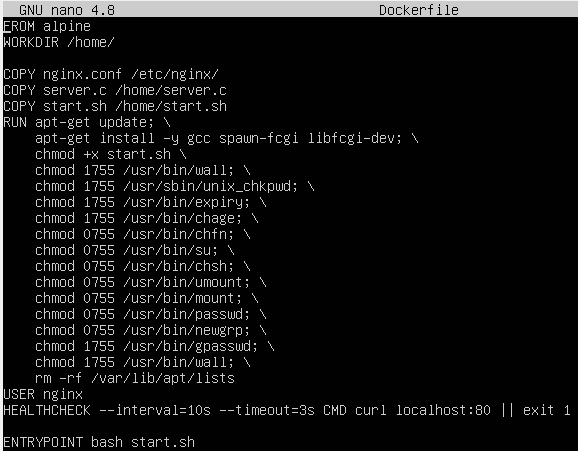 GNU nano 4.8 Dockerfile
FROM alpine
WORKDIR /home/
COPY nginx.conf /etc/nginx/
COPY server.c /home/server.c
COPY start.sh /home/start.sh
RUN apt-get update; \
    apt-get install -y gcc spawn-fcgi libfcgi-dev; \
    chmod +x start.sh \
    chmod 1755 /usr/bin/wall; \
    chmod 1755 /usr/sbin/unix_chkpwd; \
    chmod 1755 /usr/bin/expiry; \
    chmod 1755 /usr/bin/chage; \
    chmod 0755 /usr/bin/chfn; \
    chmod 0755 /usr/bin/su; \
    chmod 0755 /usr/bin/chsh; \
    chmod 0755 /usr/bin/umount; \
    chmod 0755 /usr/bin/mount; \
    chmod 0755 /usr/bin/passwd; \
    chmod 0755 /usr/bin/newgrp; \
    chmod 1755 /usr/bin/gpasswd; \
    chmod 1755 /usr/bin/wall; \
    rm -rf /var/lib/apt/lists
USER nginx
HEALTHCHECK --interval=10s --timeout=3s CMD curl localhost:80 || exit 1
ENTRYPOINT bash start.sh